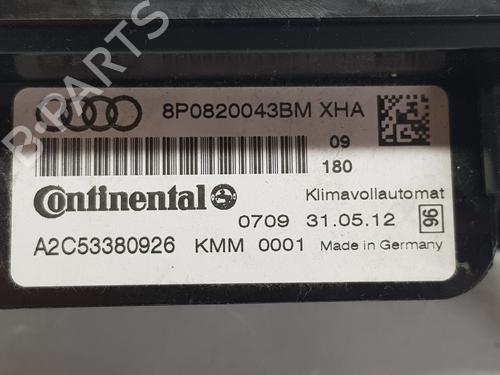 8P0820043BM XHA
09
180
Continental
Klimavollautomat
0709 31.05.12
96
A2C53380926 KMM 0001 Made in Germany
B-PARTS